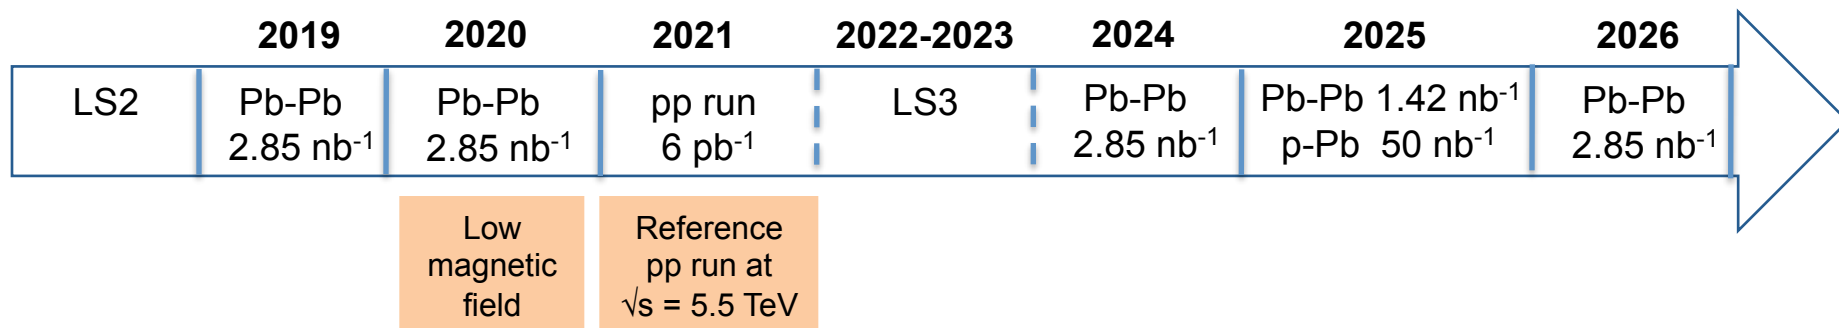 2019 2020 2021 2022-2023 2024 2025 2026
LS2 Pb-Pb Pb-Pb pp run LS3 Pb-Pb Pb-Pb 1.42 nb⁻¹ Pb-Pb
2.85 nb⁻¹ 2.85 nb⁻¹ 6 pb⁻¹ 2.85 nb⁻¹ p-Pb 50 nb⁻¹ 2.85 nb⁻¹
Low
magnetic
field
Reference
pp run at
√s = 5.5 TeV